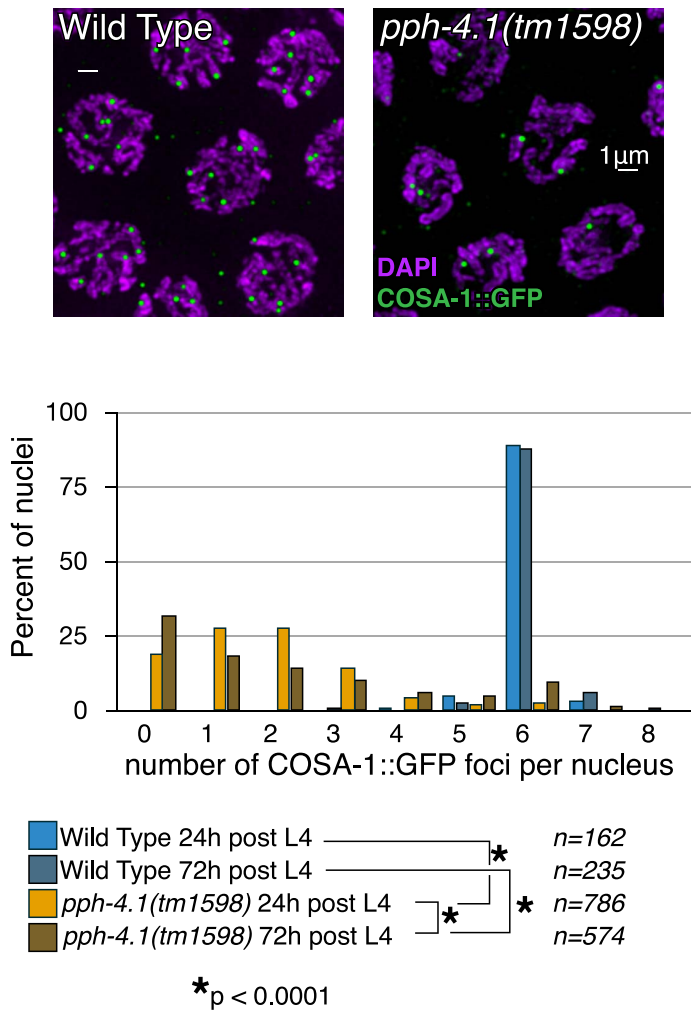 Wild Type
pph-4.1(tm1598)
1µm
DAPI
COSA-1::GFP
100
75
50
25
0
Percent of nuclei
0 1 2 3 4 5 6 7 8
number of COSA-1::GFP foci per nucleus
Wild Type 24h post L4 * n=162
Wild Type 72h post L4 n=235
pph-4.1(tm1598) 24h post L4 * * n=786
pph-4.1(tm1598) 72h post L4 n=574
*p < 0.0001